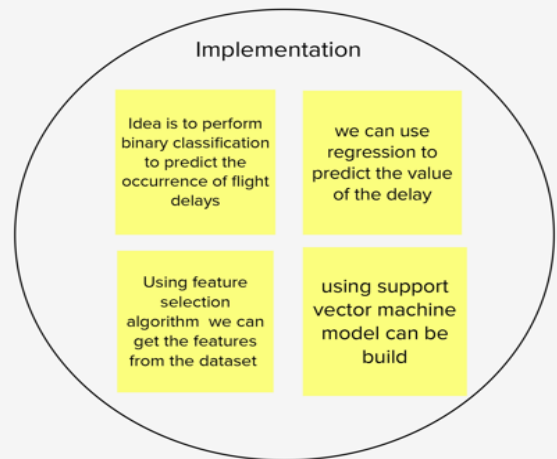 Implementation
Idea is to perform
binary classification
to predict the
occurrence of flight
delays
we can use
regression to
predict the value
of the delay
Using feature
selection
algorithm we can
get the features
from the dataset
using support
vector machine
model can be
build